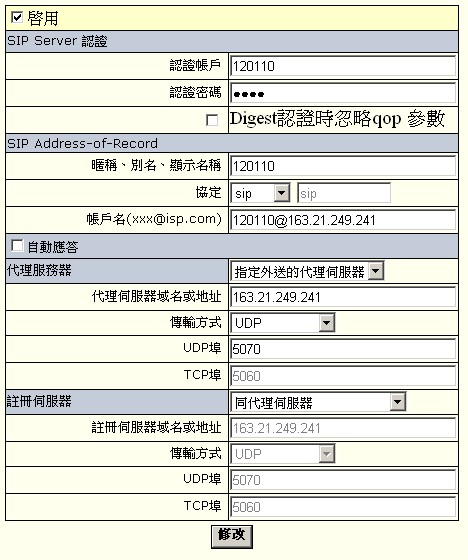 啓用
SIP Server 認證
認證帳戶 120110
認證密碼 ●●●●
Digest認證時忽略qop 參數
SIP Address-of-Record
暱稱、別名、顯示名稱 120110
協定 sip sip
帳戶名(xxx@isp.com) 120110@163.21.249.241
自動應答
代理服務器 指定外送的代理伺服器
代理伺服器域名或地址 163.21.249.241
傳輸方式 UDP
UDP埠 5070
TCP埠 5060
註冊伺服器 同代理伺服器
註冊伺服器域名或地址 163.21.249.241
傳輸方式 UDP
UDP埠 5070
TCP埠 5060
修改